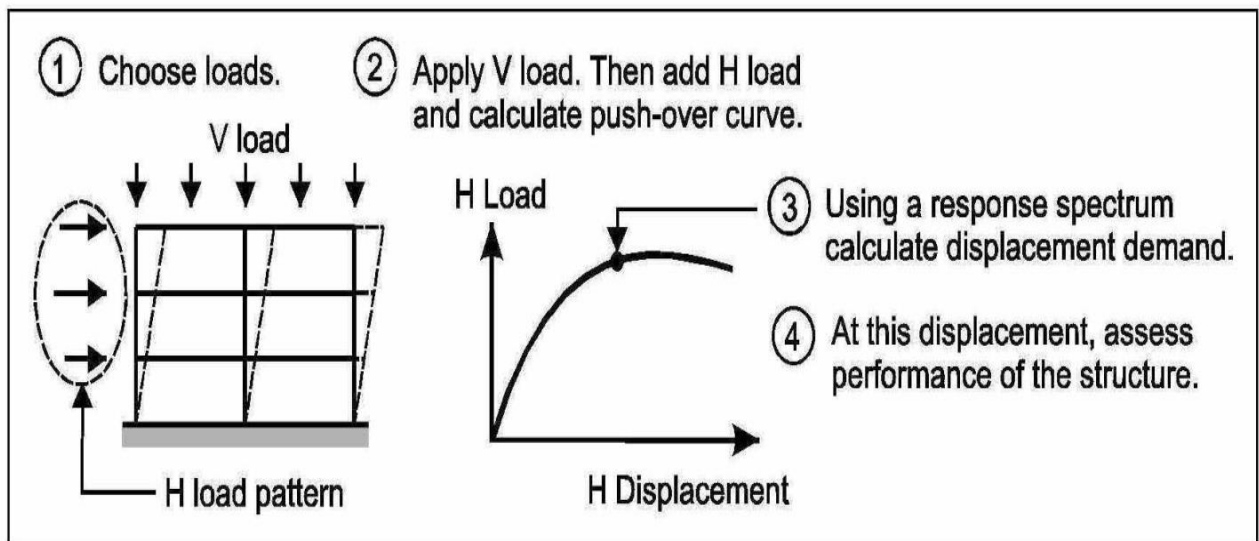 1 Choose loads.
2 Apply V load. Then add H load
and calculate push-over curve.
V load
H load pattern
H Load
H Displacement
3 Using a response spectrum
calculate displacement demand.
4 At this displacement, assess
performance of the structure.